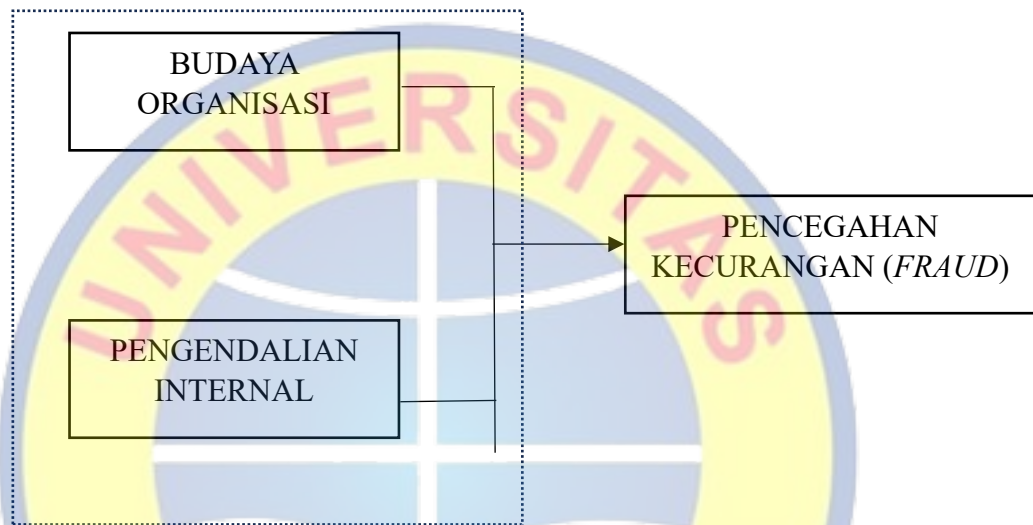 BUDAYA
ORGANISASI
UNIVERSITAS
PENCEGAHAN
KECURANGAN (FRAUD)
PENGENDALIAN
INTERNAL